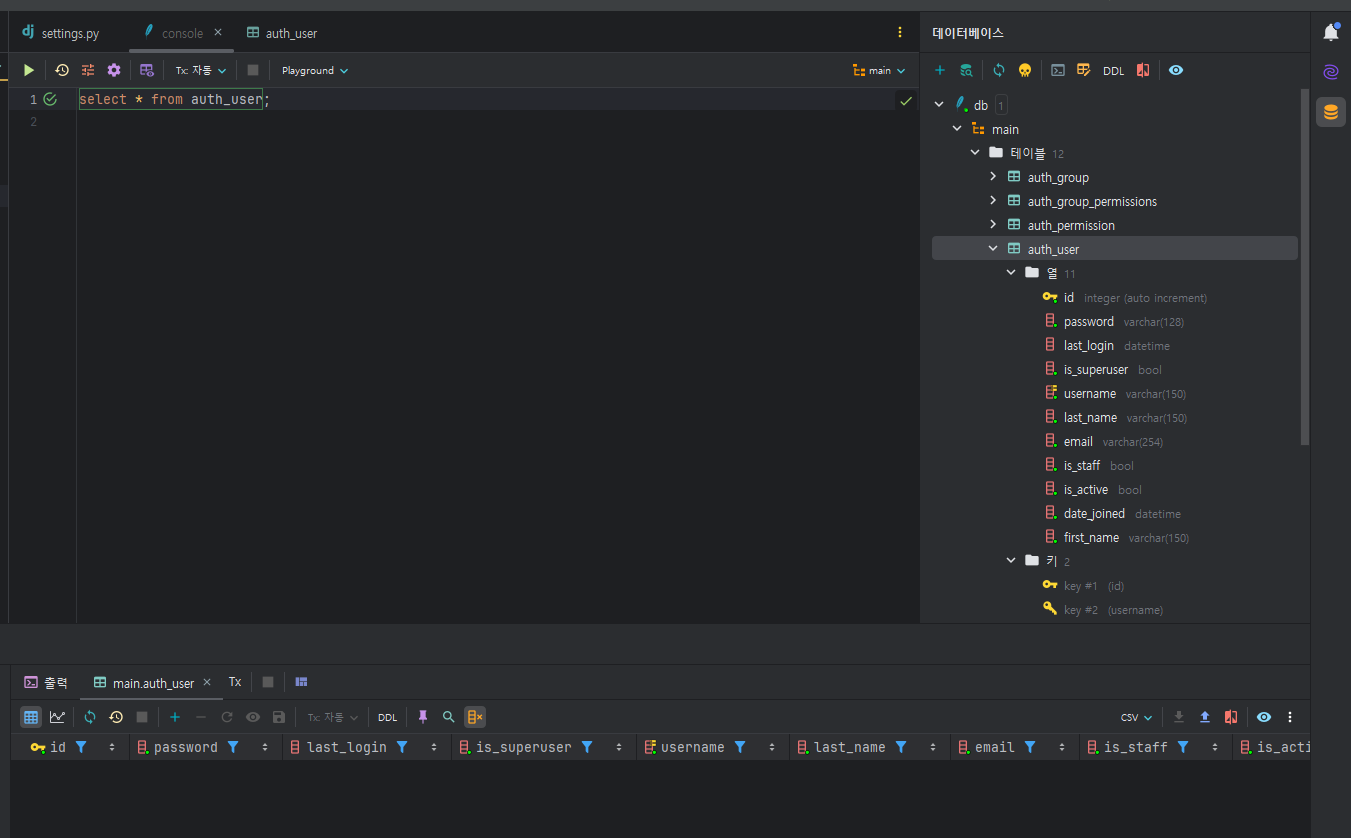 dj settings.py
console
auth_user
데이터베이스
Tx: 자동
Playground
main
DDL
1 select * from auth_user;
2
db 1
main
테이블 12
auth_group
auth_group_permissions
auth_permission
auth_user
열 11
id integer (auto increment)
password varchar(128)
last_login datetime
is_superuser bool
username varchar(150)
last_name varchar(150)
email varchar(254)
is_staff bool
is_active bool
date_joined datetime
first_name varchar(150)
키 2
key #1 (id)
key #2 (username)
출력
main.auth_user
Tx
Tx: 자동
DDL
CSV
id password last_login is_superuser username last_name email is_staff is_acti